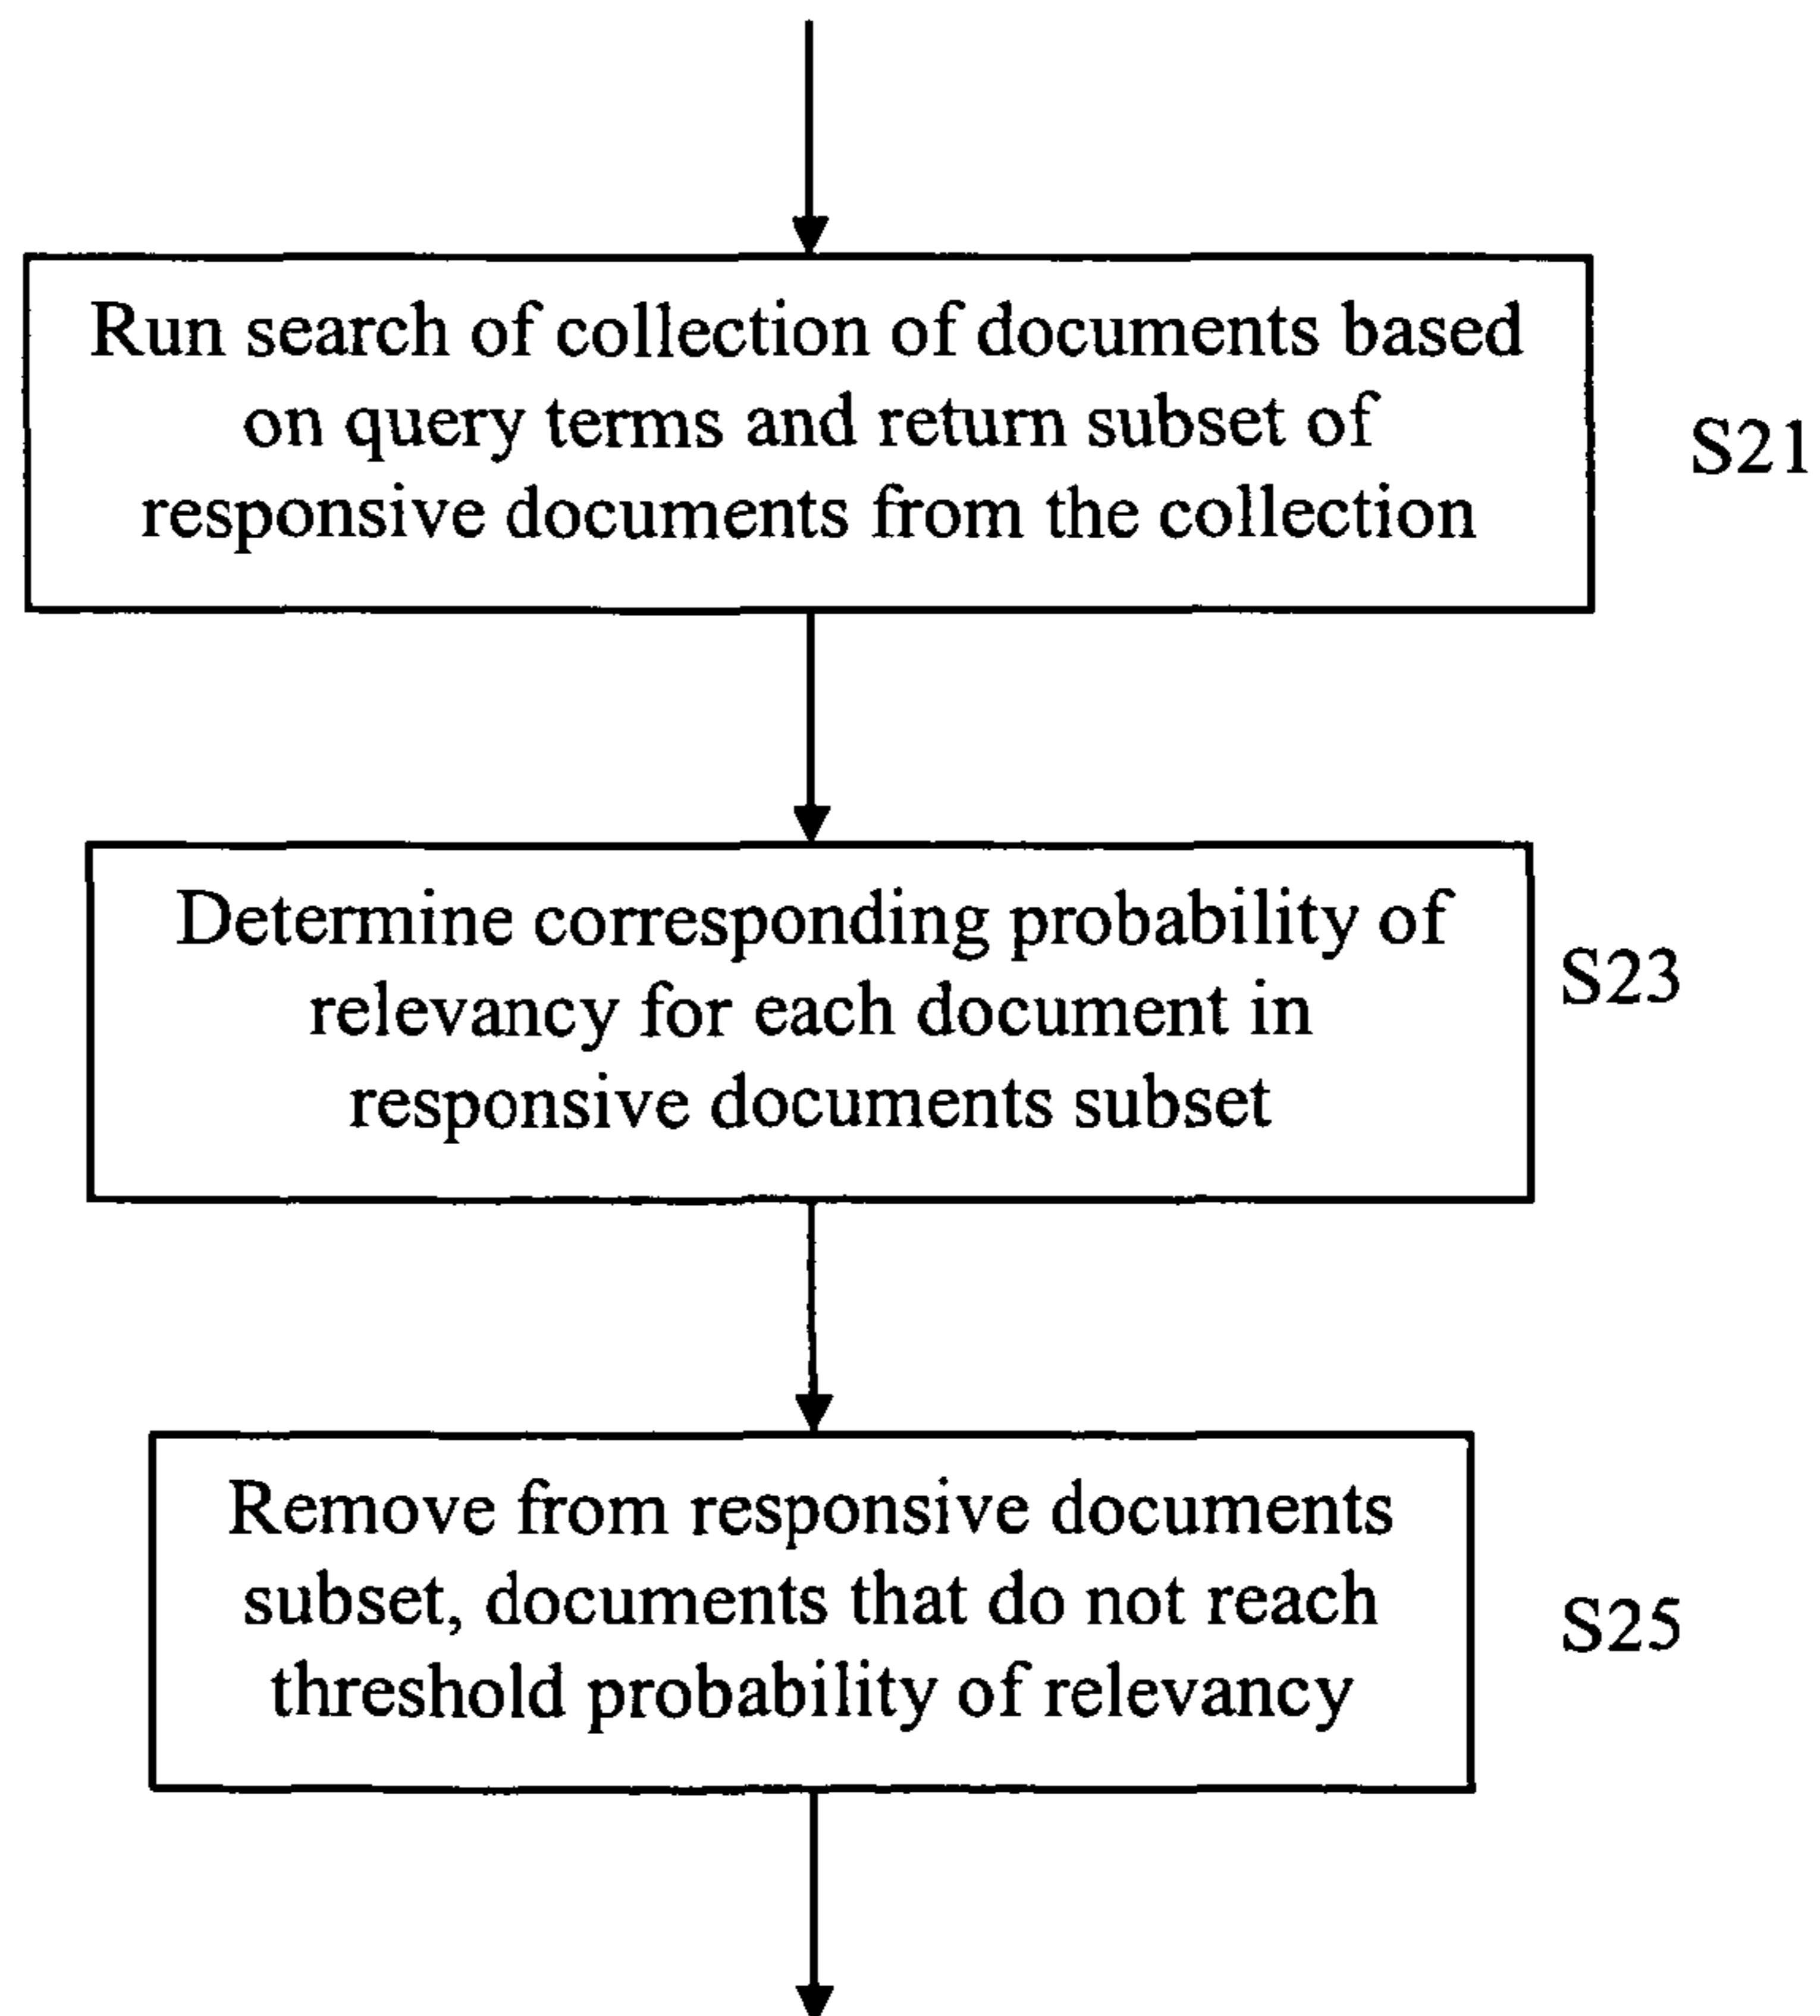 Run search of collection of documents based
on query terms and return subset of
responsive documents from the collection
S21
Determine corresponding probability of
relevancy for each document in
responsive documents subset
S23
Remove from responsive documents
subset, documents that do not reach
threshold probability of relevancy
S25